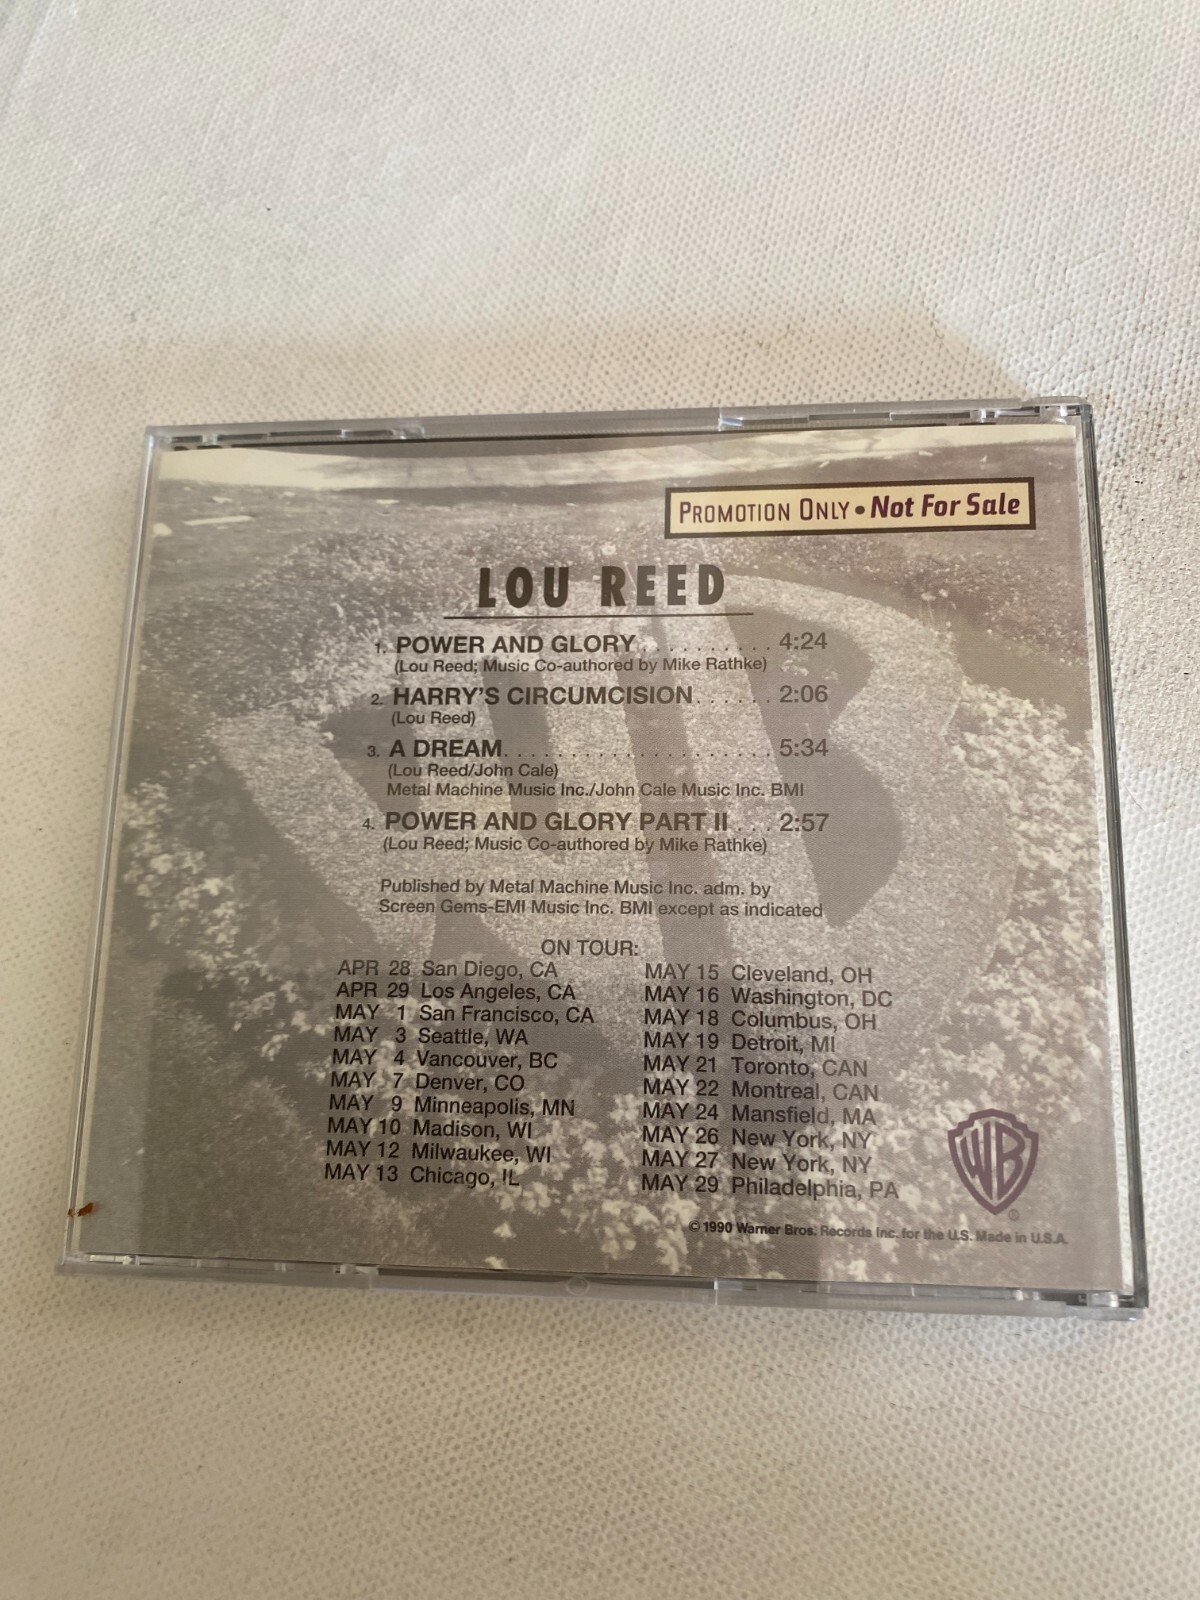 PROMOTION ONLY • Not For Sale
LOU REED
1. POWER AND GLORY . . . . . . . . . . 4:24
(Lou Reed; Music Co-authored by Mike Rathke)
2. HARRY'S CIRCUMCISION . . . . . . 2:06
(Lou Reed)
3. A DREAM . . . . . . . . . . . . . . . . . . . . 5:34
(Lou Reed/John Cale)
Metal Machine Music Inc./John Cale Music Inc. BMI
4. POWER AND GLORY PART II . . . 2:57
(Lou Reed; Music Co-authored by Mike Rathke)
Published by Metal Machine Music Inc. adm. by
Screen Gems-EMI Music Inc. BMI except as indicated
ON TOUR:
APR 28 San Diego, CA
APR 29 Los Angeles, CA
MAY 1 San Francisco, CA
MAY 3 Seattle, WA
MAY 4 Vancouver, BC
MAY 7 Denver, CO
MAY 9 Minneapolis, MN
MAY 10 Madison, WI
MAY 12 Milwaukee, WI
MAY 13 Chicago, IL
MAY 15 Cleveland, OH
MAY 16 Washington, DC
MAY 18 Columbus, OH
MAY 19 Detroit, MI
MAY 21 Toronto, CAN
MAY 22 Montreal, CAN
MAY 24 Mansfield, MA
MAY 26 New York, NY
MAY 27 New York, NY
MAY 29 Philadelphia, PA
WB
®
© 1990 Warner Bros. Records Inc. for the U.S. Made in U.S.A.